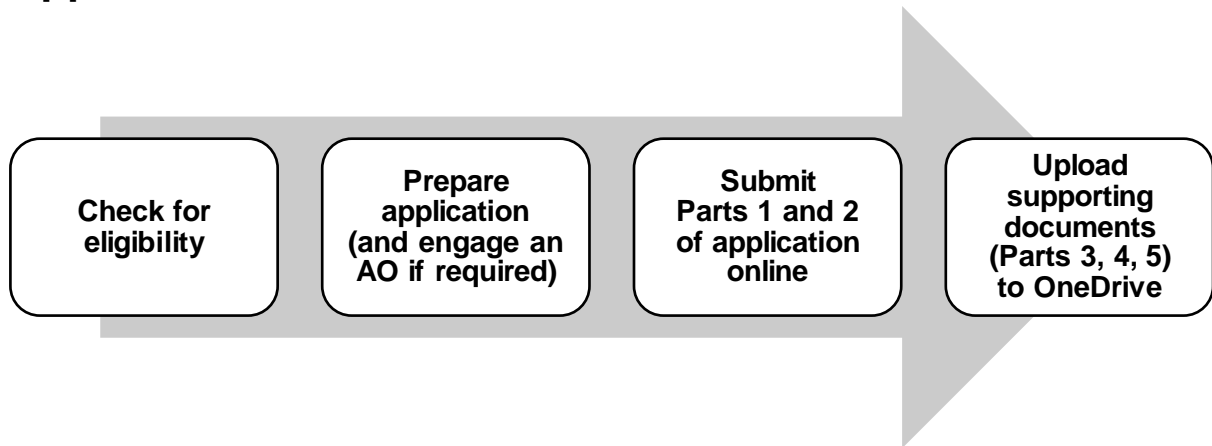 Check for
eligibility
Prepare
application
(and engage an
AO if required)
Submit
Parts 1 and 2
of application
online
Upload
supporting
documents
(Parts 3, 4, 5)
to OneDrive